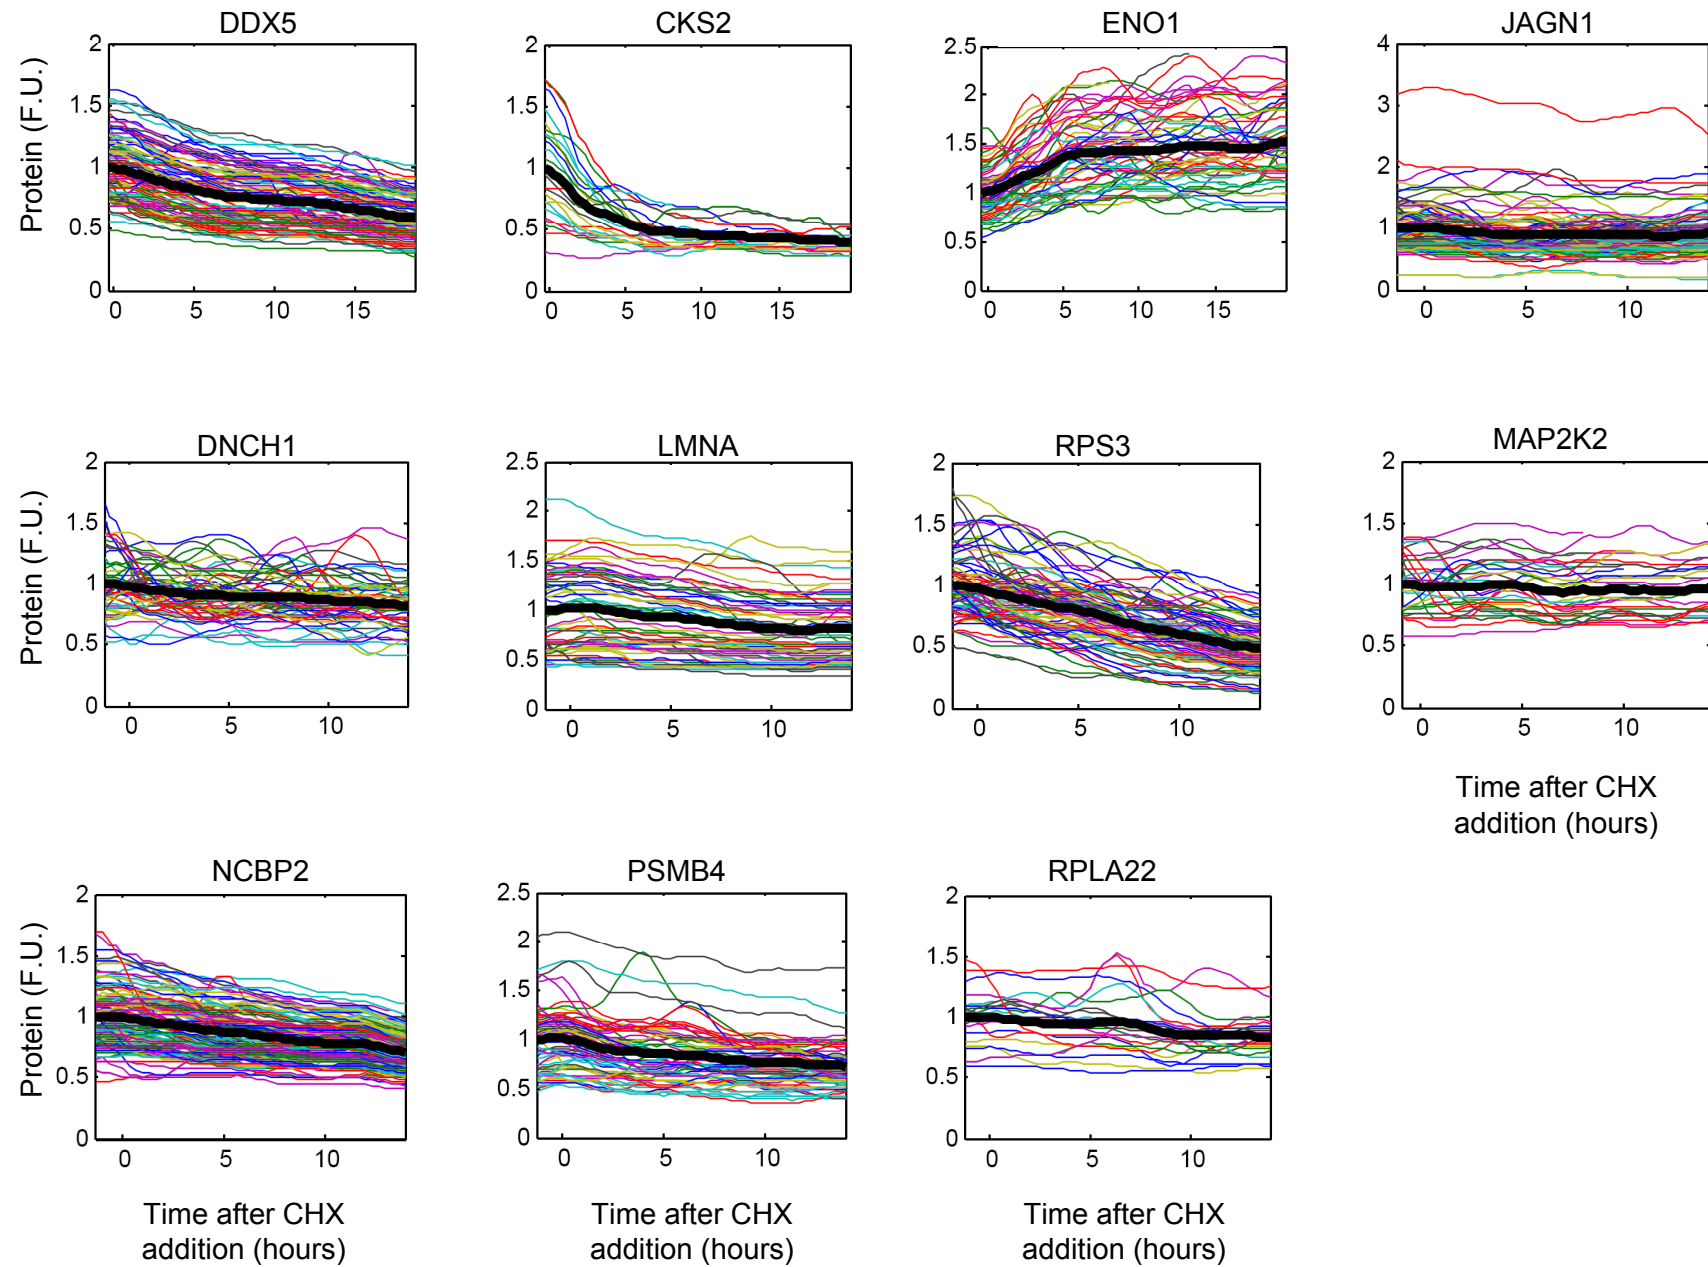 DDX5 CKS2 ENO1 JAGN1
Protein (F.U.)
2 1.5 1 0.5 0
0 5 10 15
2 1.5 1 0.5 0
0 5 10 15
2.5 2 1.5 1 0.5 0
0 5 10 15
4 3 2 1 0
0 5 10
DNCH1 LMNA RPS3 MAP2K2
Protein (F.U.)
2 1.5 1 0.5 0
0 5 10
2.5 2 1.5 1 0.5 0
0 5 10
2 1.5 1 0.5 0
0 5 10
2 1.5 1 0.5 0
0 5 10
Time after CHX
addition (hours)
NCBP2 PSMB4 RPLA22
Protein (F.U.)
2 1.5 1 0.5 0
0 5 10
2.5 2 1.5 1 0.5 0
0 5 10
2 1.5 1 0.5 0
0 5 10
Time after CHX
addition (hours)
Time after CHX
addition (hours)
Time after CHX
addition (hours)